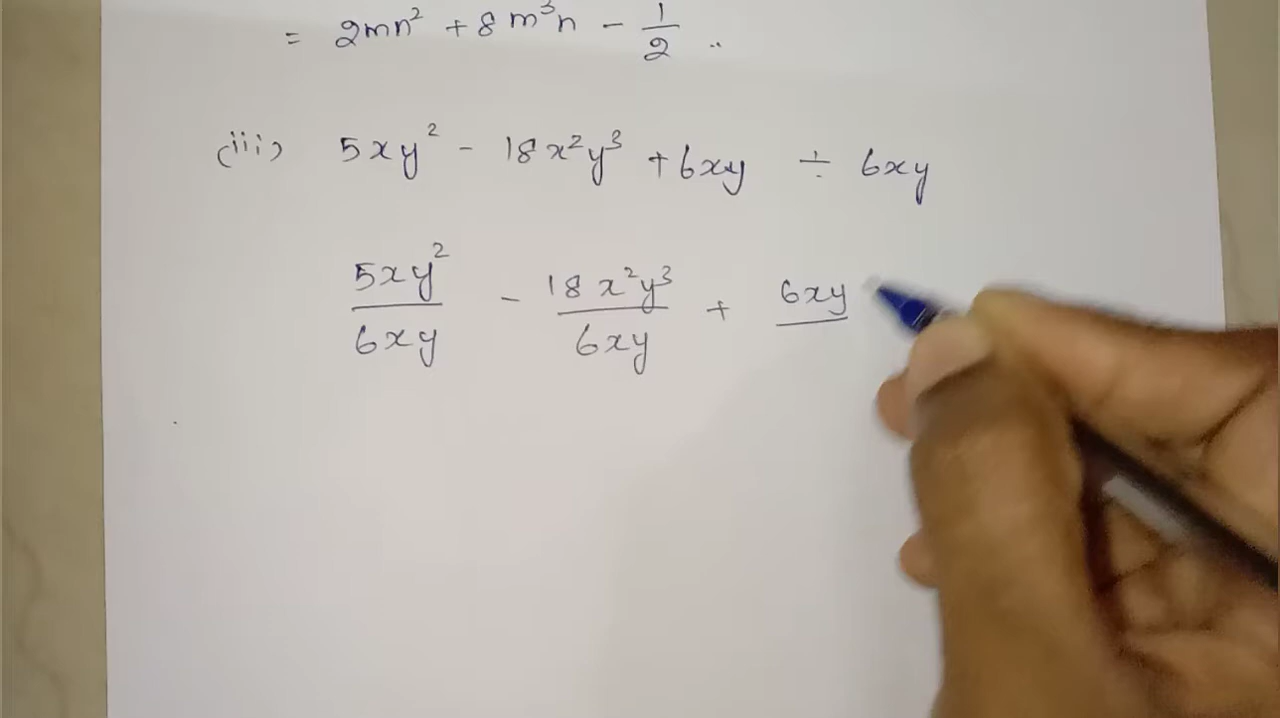 = 2mn² + 8m³n - 1/2 ..
(iii) 5xy² - 18x²y³ + 6xy ÷ 6xy
5xy²/6xy - 18x²y³/6xy + 6xy/